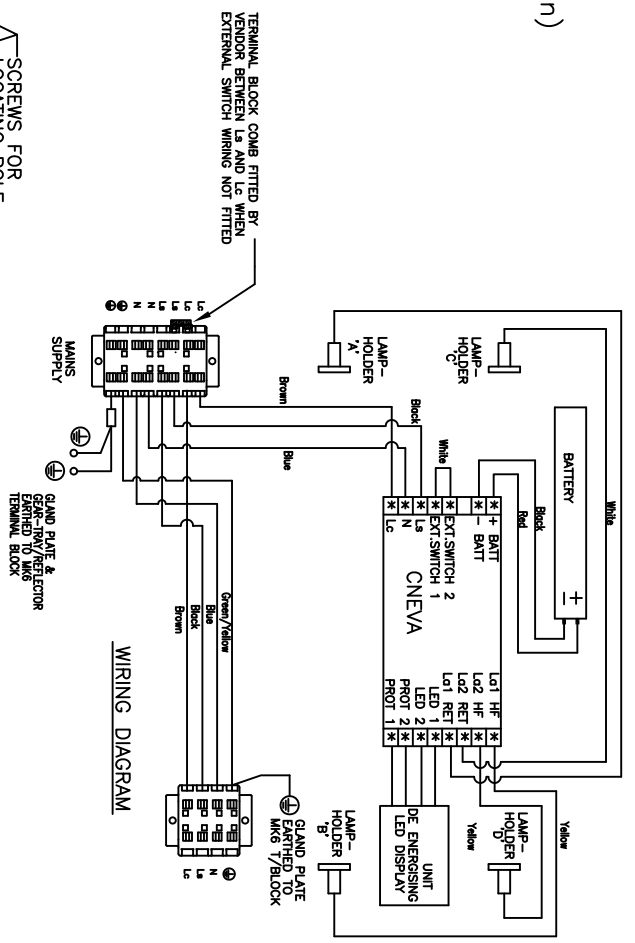 n)
SCREWS FOR
TERMINAL BLOCK COMB FITTED BY
VENDOR BETWEEN Ls AND Lc WHEN
EXTERNAL SWITCH WIRING NOT FITTED
Lc
Lc
Ls
Ls
N
N
MAINS
SUPPLY
GLAND PLATE &
GEAR-TRAY/REFLECTOR
EARTHED TO MK6
TERMINAL BLOCK
LAMP-
HOLDER
'A'
LAMP-
HOLDER
'C'
BATTERY
+
−
White
Black
Red
White
Black
Brown
Blue
+ BATT
− BATT
EXT.SWITCH 2
EXT.SWITCH 1
Ls
N
Lc
CNEVA
La1 HF
La2 HF
La2 RET
La1 RET
LED 1
LED 2
PROT 2
PROT 1
Yellow
Yellow
LAMP-
HOLDER
'D'
UNIT
DE ENERGISING
LED DISPLAY
LAMP-
HOLDER
'B'
Green/Yellow
Blue
Black
Brown
WIRING DIAGRAM
GLAND PLATE
EARTHED TO
MK6 T/BLOCK
N
Ls
Lc